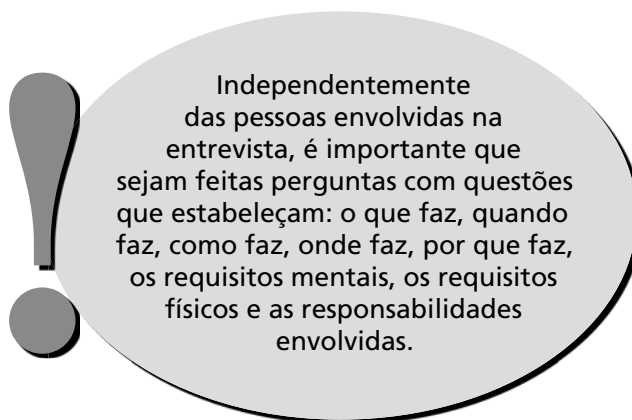 Independentemente
das pessoas envolvidas na
entrevista, é importante que
sejam feitas perguntas com questões
que estabeleçam: o que faz, quando
faz, como faz, onde faz, por que faz,
os requisitos mentais, os requisitos
físicos e as responsabilidades
envolvidas.